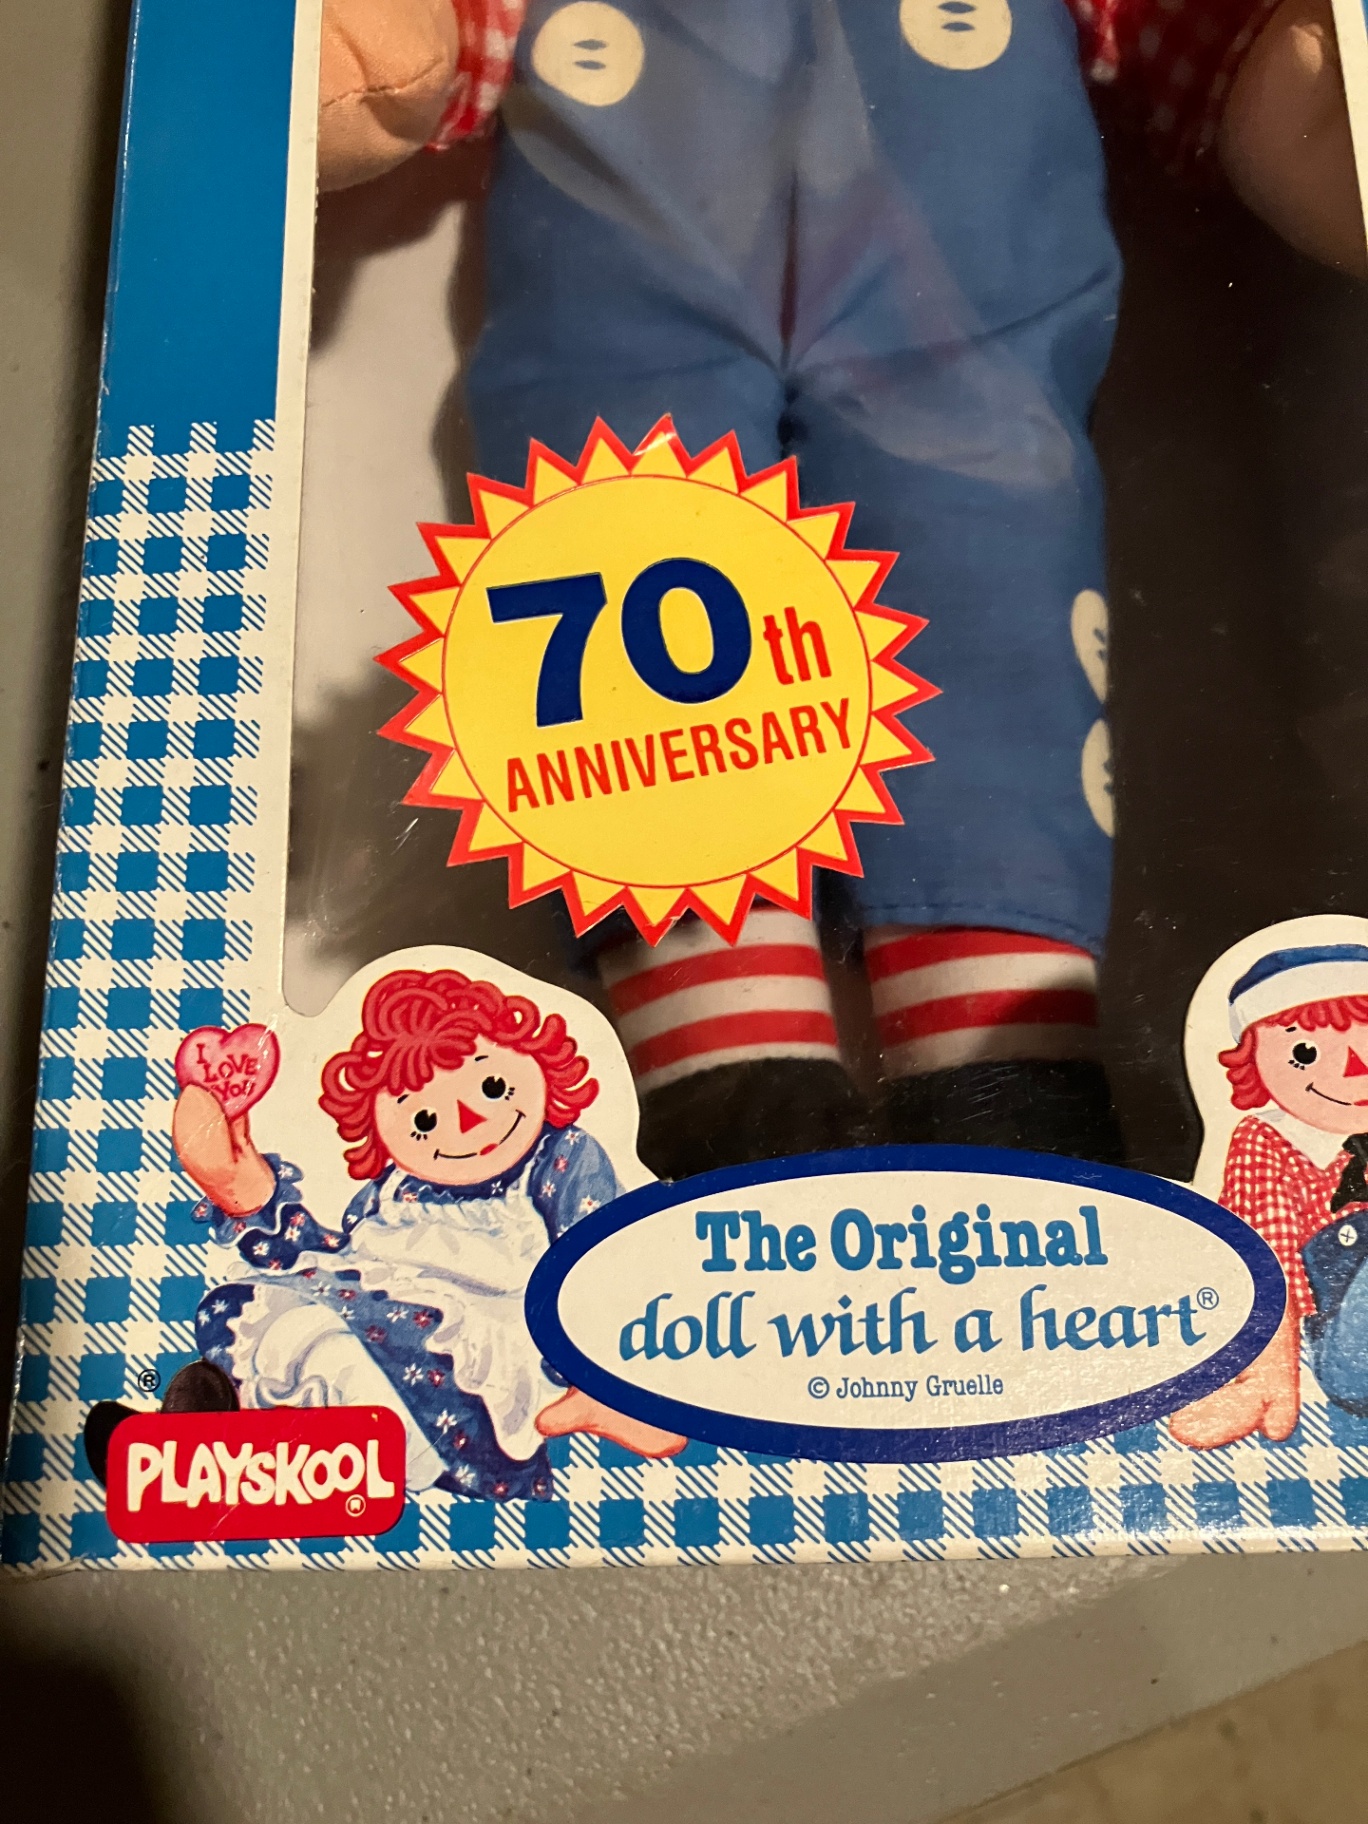 70th
ANNIVERSARY
I
LOVE
YOU
The Original
doll with a heart®
© Johnny Gruelle
®
PLAYSKOOL